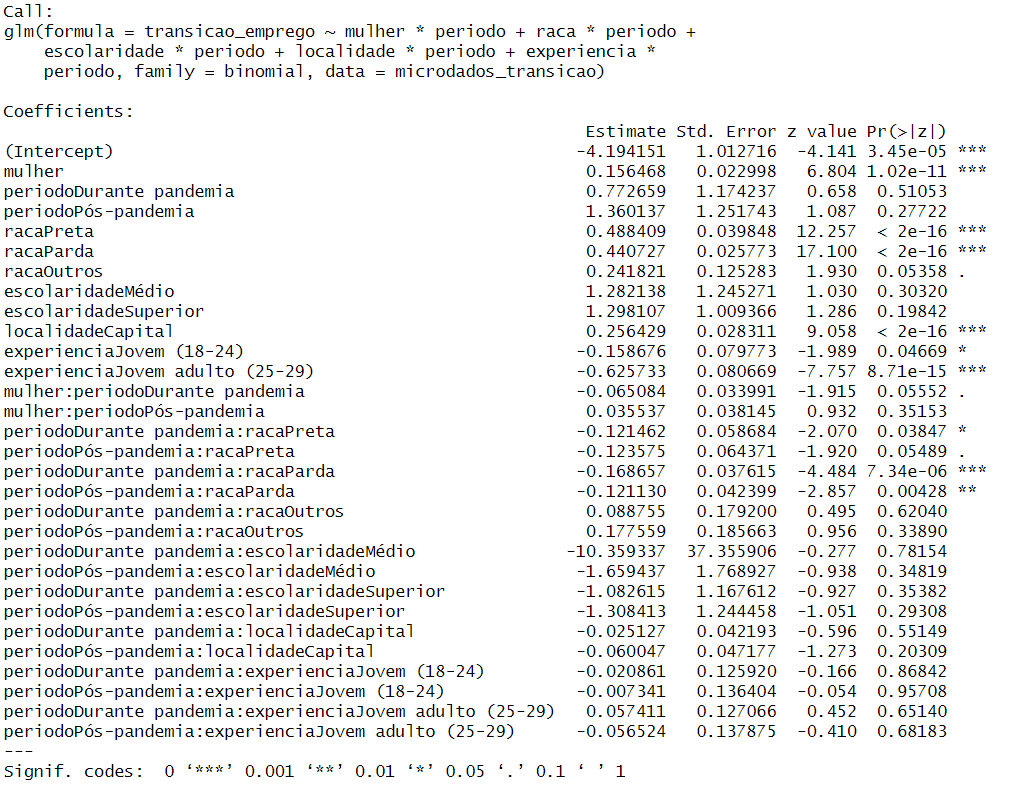 Call:
glm(formula = transicao_emprego ~ mulher * periodo + raca * periodo +
    escolaridade * periodo + localidade * periodo + experiencia *
    periodo, family = binomial, data = microdados_transicao)

Coefficients:
                                                     Estimate Std. Error z value Pr(>|z|)
(Intercept)                                         -4.194151   1.012716  -4.141 3.45e-05 ***
mulher                                               0.156468   0.022998   6.804 1.02e-11 ***
periodoDurante pandemia                              0.772659   1.174237   0.658  0.51053
periodoPós-pandemia                                  1.360137   1.251743   1.087  0.27722
racaPreta                                            0.488409   0.039848  12.257  < 2e-16 ***
racaParda                                            0.440727   0.025773  17.100  < 2e-16 ***
racaOutros                                           0.241821   0.125283   1.930  0.05358 .
escolaridadeMédio                                    1.282138   1.245271   1.030  0.30320
escolaridadeSuperior                                 1.298107   1.009366   1.286  0.19842
localidadeCapital                                    0.256429   0.028311   9.058  < 2e-16 ***
experienciaJovem (18-24)                            -0.158676   0.079773  -1.989  0.04669 *
experienciaJovem adulto (25-29)                     -0.625733   0.080669  -7.757 8.71e-15 ***
mulher:periodoDurante pandemia                      -0.065084   0.033991  -1.915  0.05552 .
mulher:periodoPós-pandemia                           0.035537   0.038145   0.932  0.35153
periodoDurante pandemia:racaPreta                   -0.121462   0.058684  -2.070  0.03847 *
periodoPós-pandemia:racaPreta                       -0.123575   0.064371  -1.920  0.05489 .
periodoDurante pandemia:racaParda                   -0.168657   0.037615  -4.484 7.34e-06 ***
periodoPós-pandemia:racaParda                       -0.121130   0.042399  -2.857  0.00428 **
periodoDurante pandemia:racaOutros                   0.088755   0.179200   0.495  0.62040
periodoPós-pandemia:racaOutros                       0.177559   0.185663   0.956  0.33890
periodoDurante pandemia:escolaridadeMédio          -10.359337  37.355906  -0.277  0.78154
periodoPós-pandemia:escolaridadeMédio               -1.659437   1.768927  -0.938  0.34819
periodoDurante pandemia:escolaridadeSuperior        -1.082615   1.167612  -0.927  0.35382
periodoPós-pandemia:escolaridadeSuperior            -1.308413   1.244458  -1.051  0.29308
periodoDurante pandemia:localidadeCapital           -0.025127   0.042193  -0.596  0.55149
periodoPós-pandemia:localidadeCapital               -0.060047   0.047177  -1.273  0.20309
periodoDurante pandemia:experienciaJovem (18-24)    -0.020861   0.125920  -0.166  0.86842
periodoPós-pandemia:experienciaJovem (18-24)        -0.007341   0.136404  -0.054  0.95708
periodoDurante pandemia:experienciaJovem adulto (25-29)  0.057411   0.127066   0.452  0.65140
periodoPós-pandemia:experienciaJovem adulto (25-29) -0.056524   0.137875  -0.410  0.68183
---
Signif. codes:  0 ‘***’ 0.001 ‘**’ 0.01 ‘*’ 0.05 ‘.’ 0.1 ‘ ’ 1